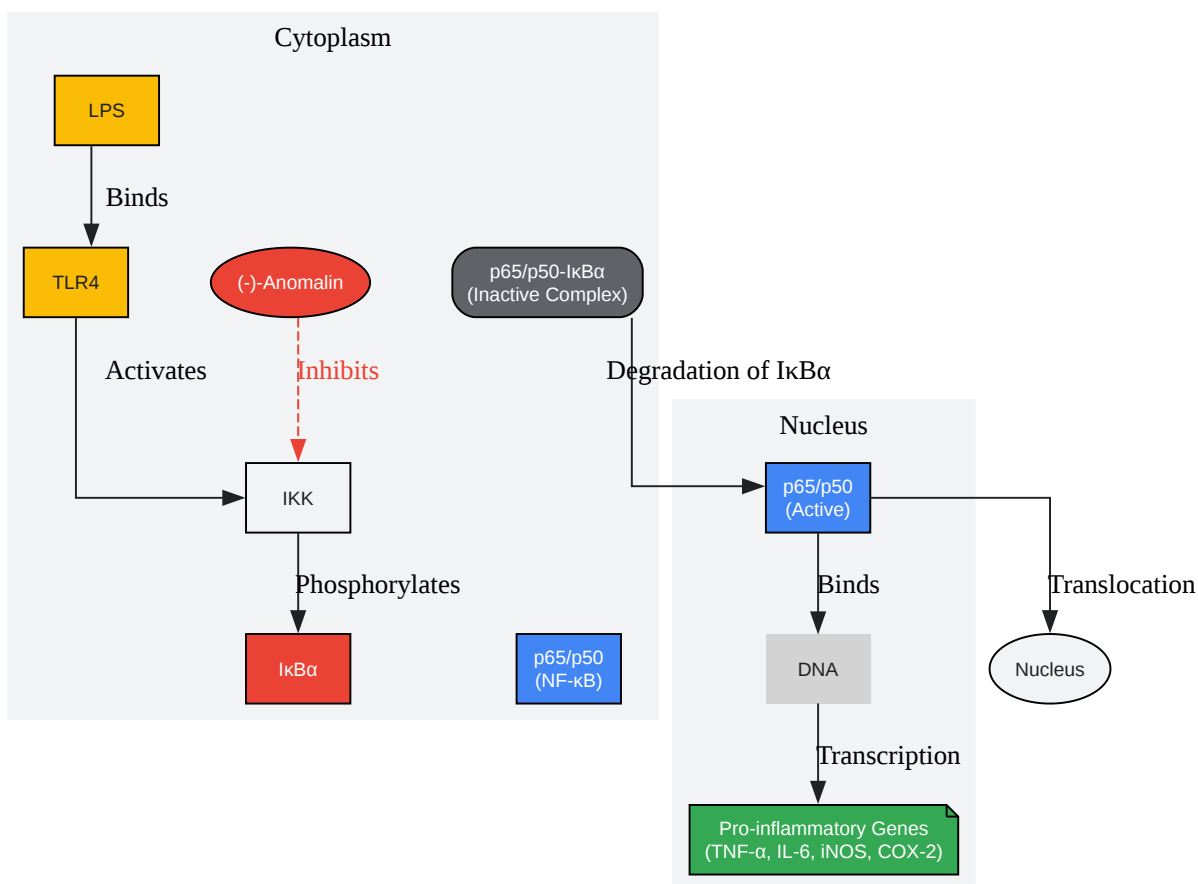 Cytoplasm
LPS
Binds
TLR4
(-)-Anomalin
p65/p50-IκBα
(Inactive Complex)
Activates
Inhibits
Degradation of IκBα
Nucleus
IKK
p65/p50
(Active)
Phosphorylates
Binds
Translocation
IκBα
p65/p50
(NF-κB)
DNA
Nucleus
Transcription
Pro-inflammatory Genes
(TNF-α, IL-6, iNOS, COX-2)